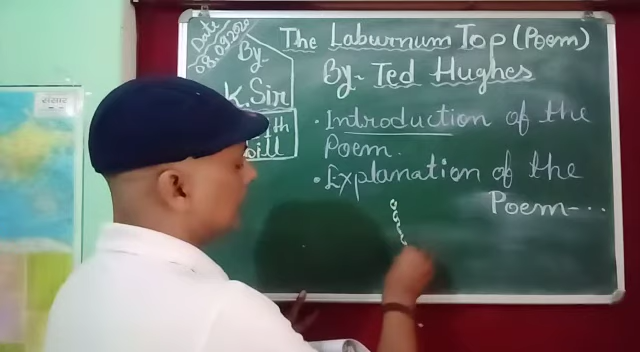 Date
08.09.2020
By-
K. Sir
The Laburnum Top (Poem)
By- Ted Hughes
• Introduction of the
Poem.
• Explanation of the
Poem-...
संसार